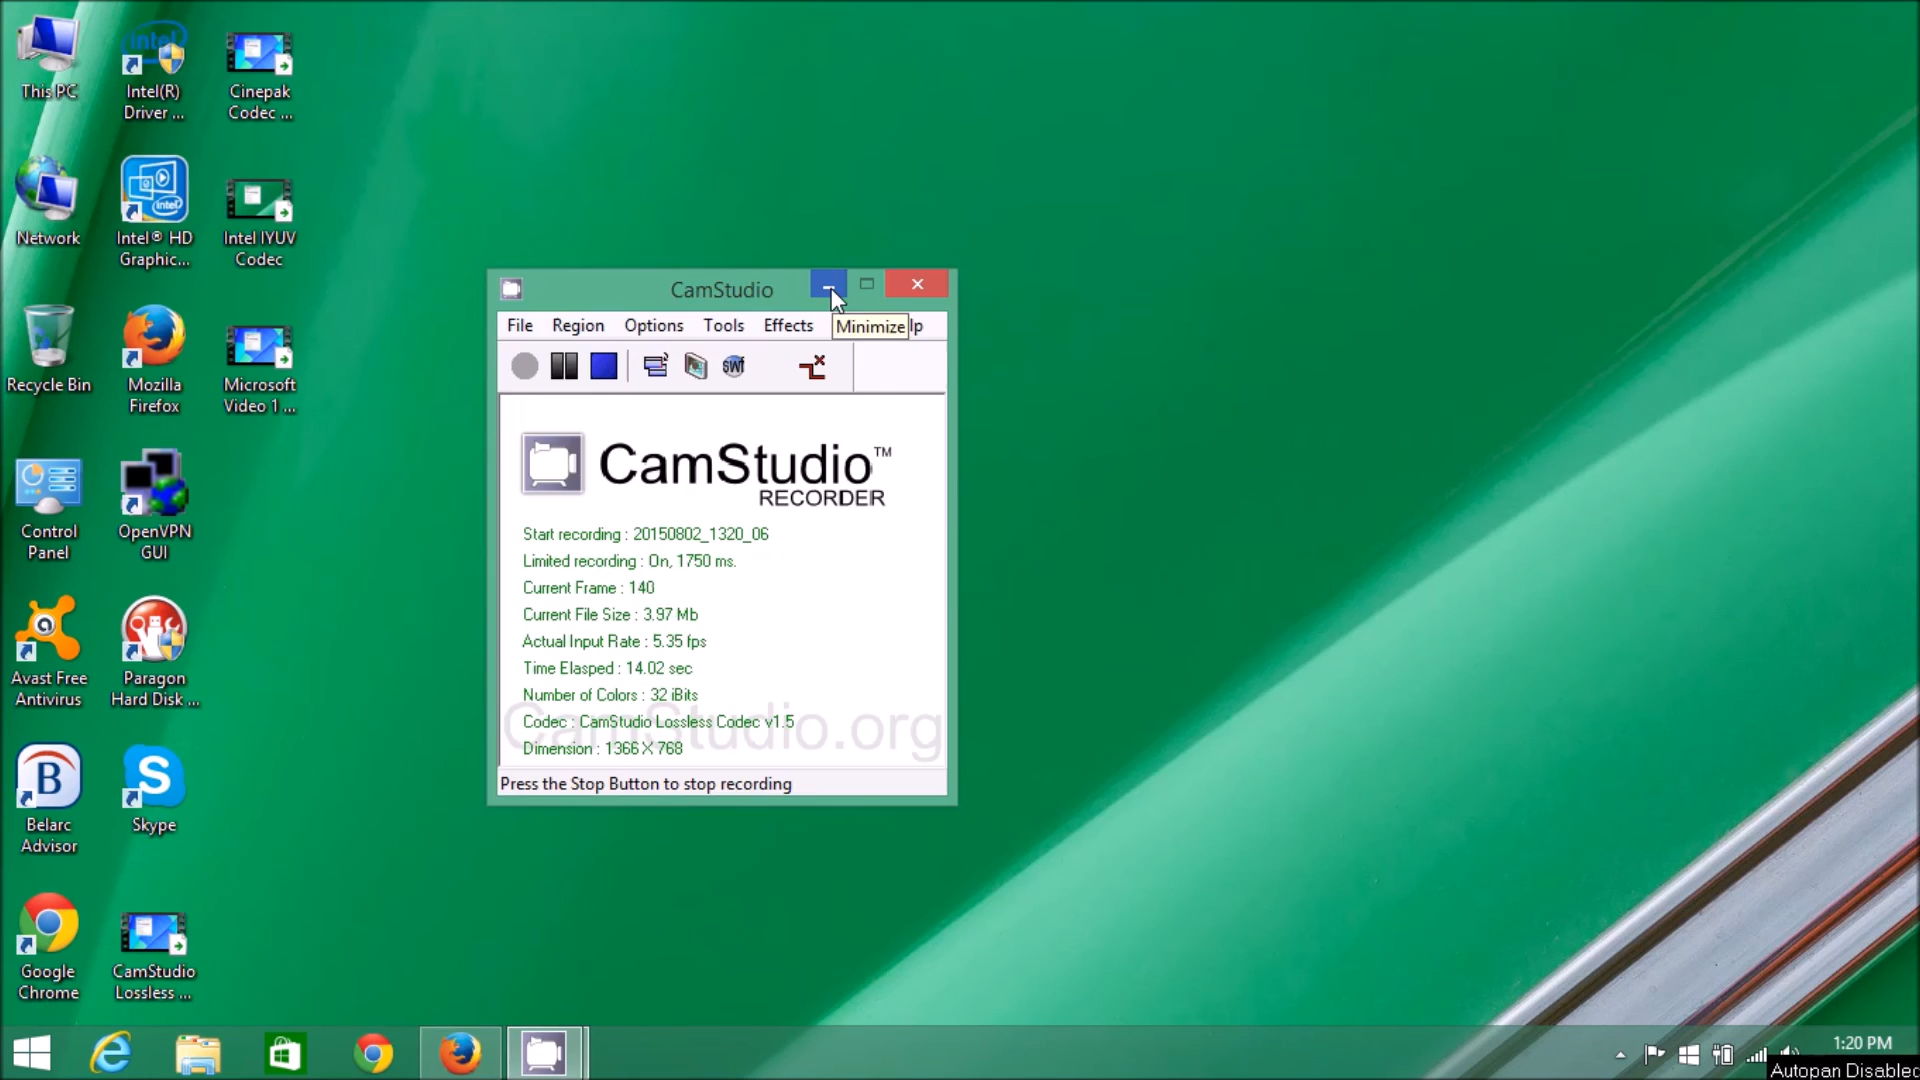 This PC
Intel(R)
Driver ...
Cinepak
Codec ...
Network
Intel® HD
Graphic...
Intel IYUV
Codec
Recycle Bin
Mozilla
Firefox
Microsoft
Video 1 ...
Control
Panel
OpenVPN
GUI
Avast Free
Antivirus
Paragon
Hard Disk ...
Belarc
Advisor
Skype
Google
Chrome
CamStudio
Lossless ...
CamStudio
File Region Options Tools Effects lp
Minimize
SWf
CamStudio™
RECORDER
Start recording : 20150802_1320_06
Limited recording : On, 1750 ms.
Current Frame : 140
Current File Size : 3.97 Mb
Actual Input Rate : 5.35 fps
Time Elasped : 14.02 sec
Number of Colors : 32 iBits
Codec : CamStudio Lossless Codec v1.5
Dimension : 1366 X 768
CamStudio.org
Press the Stop Button to stop recording
1:20 PM
Autopan Disabled